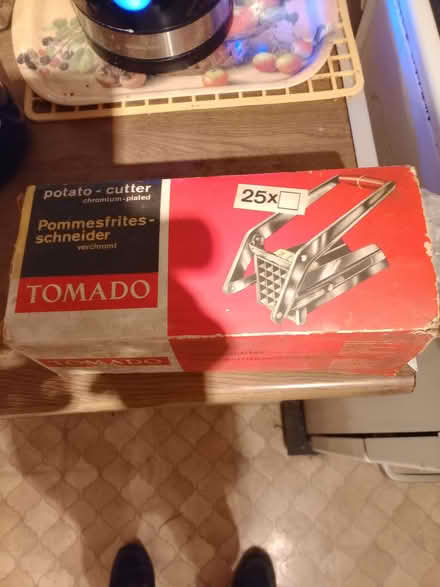 potato - cutter
chromium-plated
Pommesfrites-
schneider
verchromt
TOMADO
25x
TOMADO